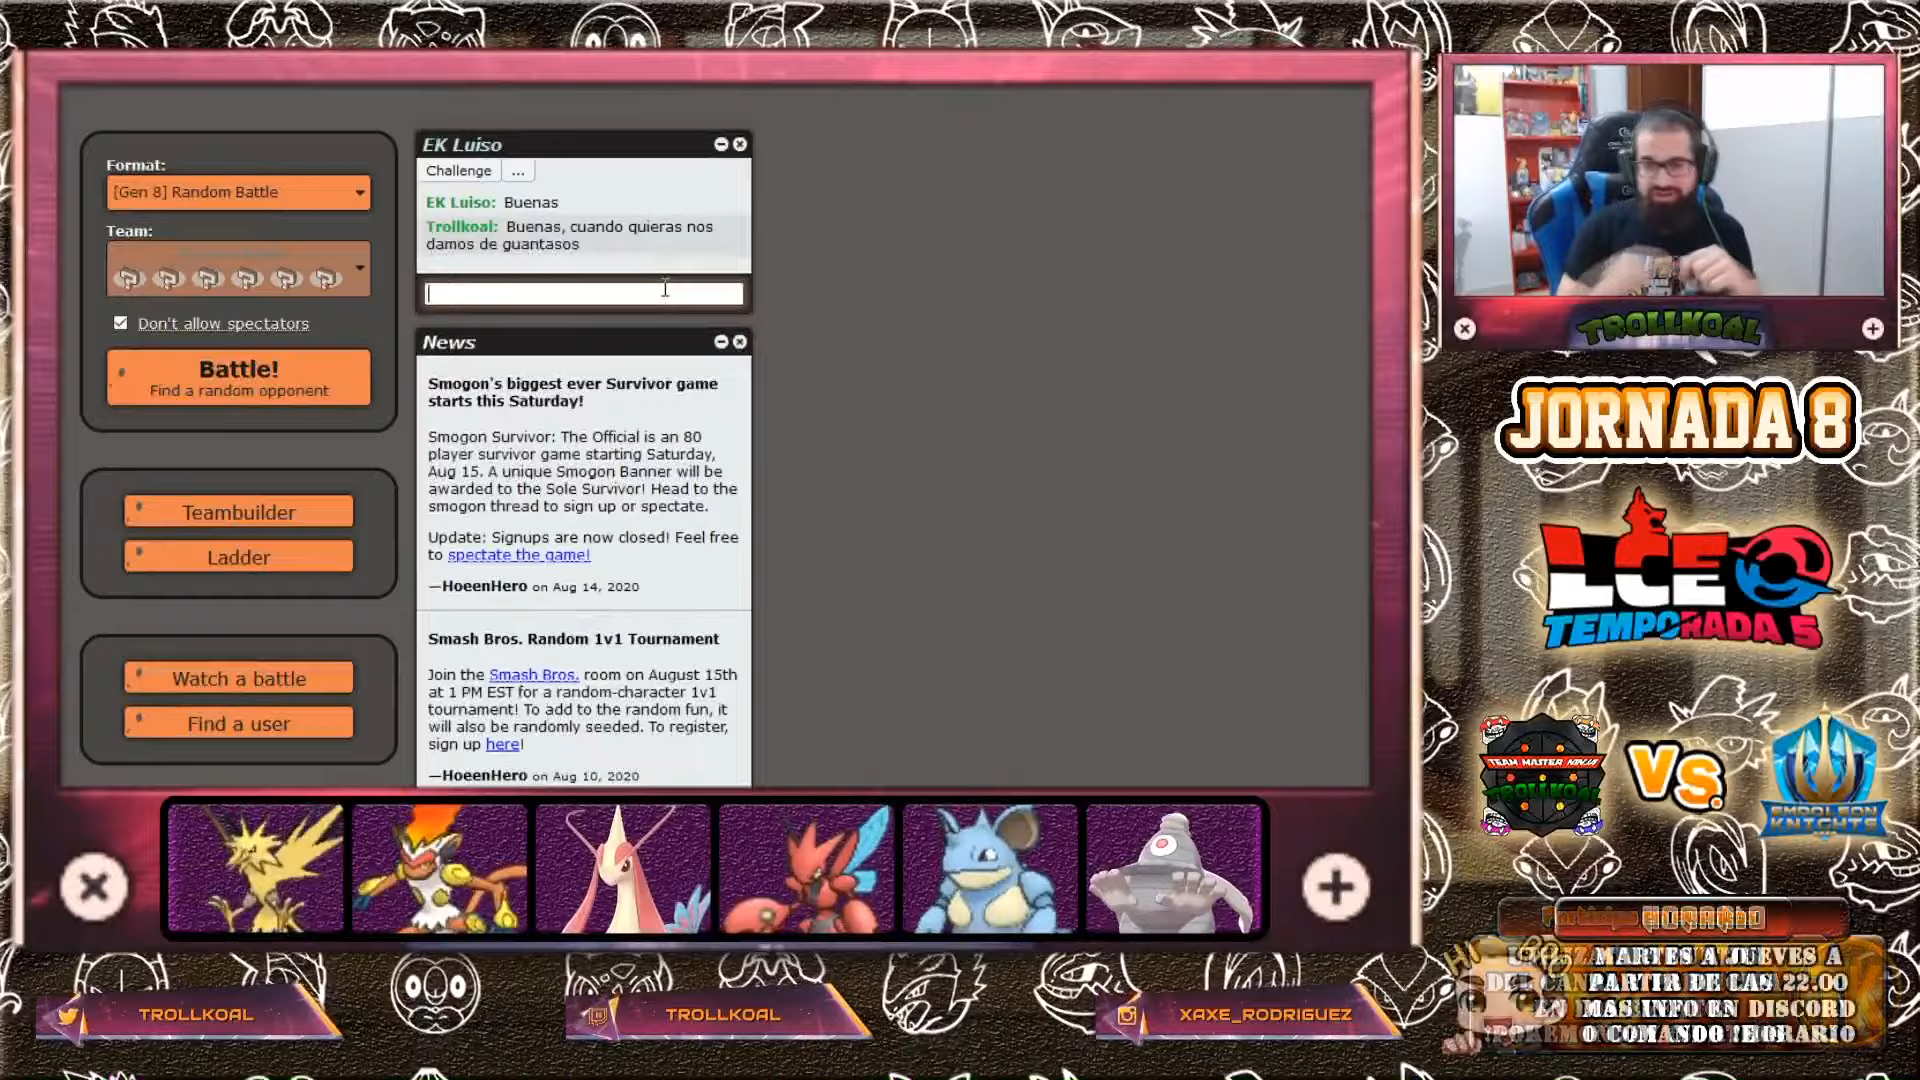 Format:
[Gen 8] Random Battle
Team:
Don't allow spectators
Battle!
Find a random opponent
Teambuilder
Ladder
Watch a battle
Find a user
EK Luiso
Challenge
...
EK Luiso: Buenas
Trollkoal: Buenas, cuando quieras nos
damos de guantasos
News
Smogon's biggest ever Survivor game
starts this Saturday!
Smogon Survivor: The Official is an 80
player survivor game starting Saturday,
Aug 15. A unique Smogon Banner will be
awarded to the Sole Survivor! Head to the
smogon thread to sign up or spectate.
Update: Signups are now closed! Feel free
to spectate the game!
—HoeenHero on Aug 14, 2020
Smash Bros. Random 1v1 Tournament
Join the Smash Bros. room on August 15th
at 1 PM EST for a random-character 1v1
tournament! To add to the random fun, it
will also be randomly seeded. To register,
sign up here!
—HoeenHero on Aug 10, 2020
TROLLKOAL
JORNADA 8
LCE
TEMPORADA 5
TEAM MASTER NINJA
TROLLKOAL
VS.
EMPOLEON
KNIGHTS
HORARIO
MARTES A JUEVES A
PARTIR DE LAS 22.00
MAS INFO EN DISCORD
O COMANDO !HORARIO
TROLLKOAL
TROLLKOAL
XAXE_RODRIGUEZ